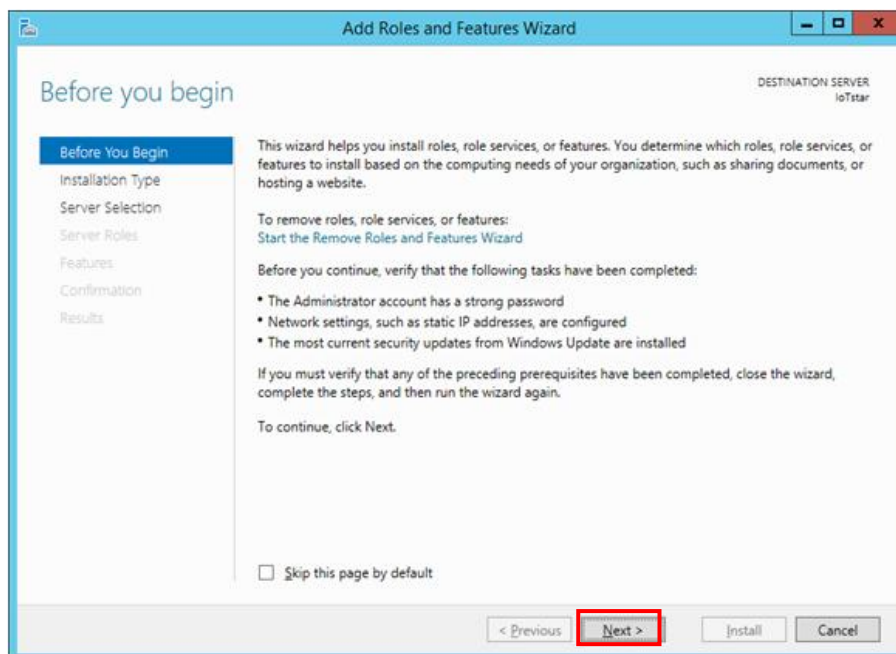 Add Roles and Features Wizard
Before you begin
DESTINATION SERVER
IoTstar
Before You Begin
Installation Type
Server Selection
Server Roles
Features
Confirmation
Results
This wizard helps you install roles, role services, or features. You determine which roles, role services, or
features to install based on the computing needs of your organization, such as sharing documents, or
hosting a website.
To remove roles, role services, or features:
Start the Remove Roles and Features Wizard
Before you continue, verify that the following tasks have been completed:
• The Administrator account has a strong password
• Network settings, such as static IP addresses, are configured
• The most current security updates from Windows Update are installed
If you must verify that any of the preceding prerequisites have been completed, close the wizard,
complete the steps, and then run the wizard again.
To continue, click Next.
Skip this page by default
< Previous Next > Install Cancel